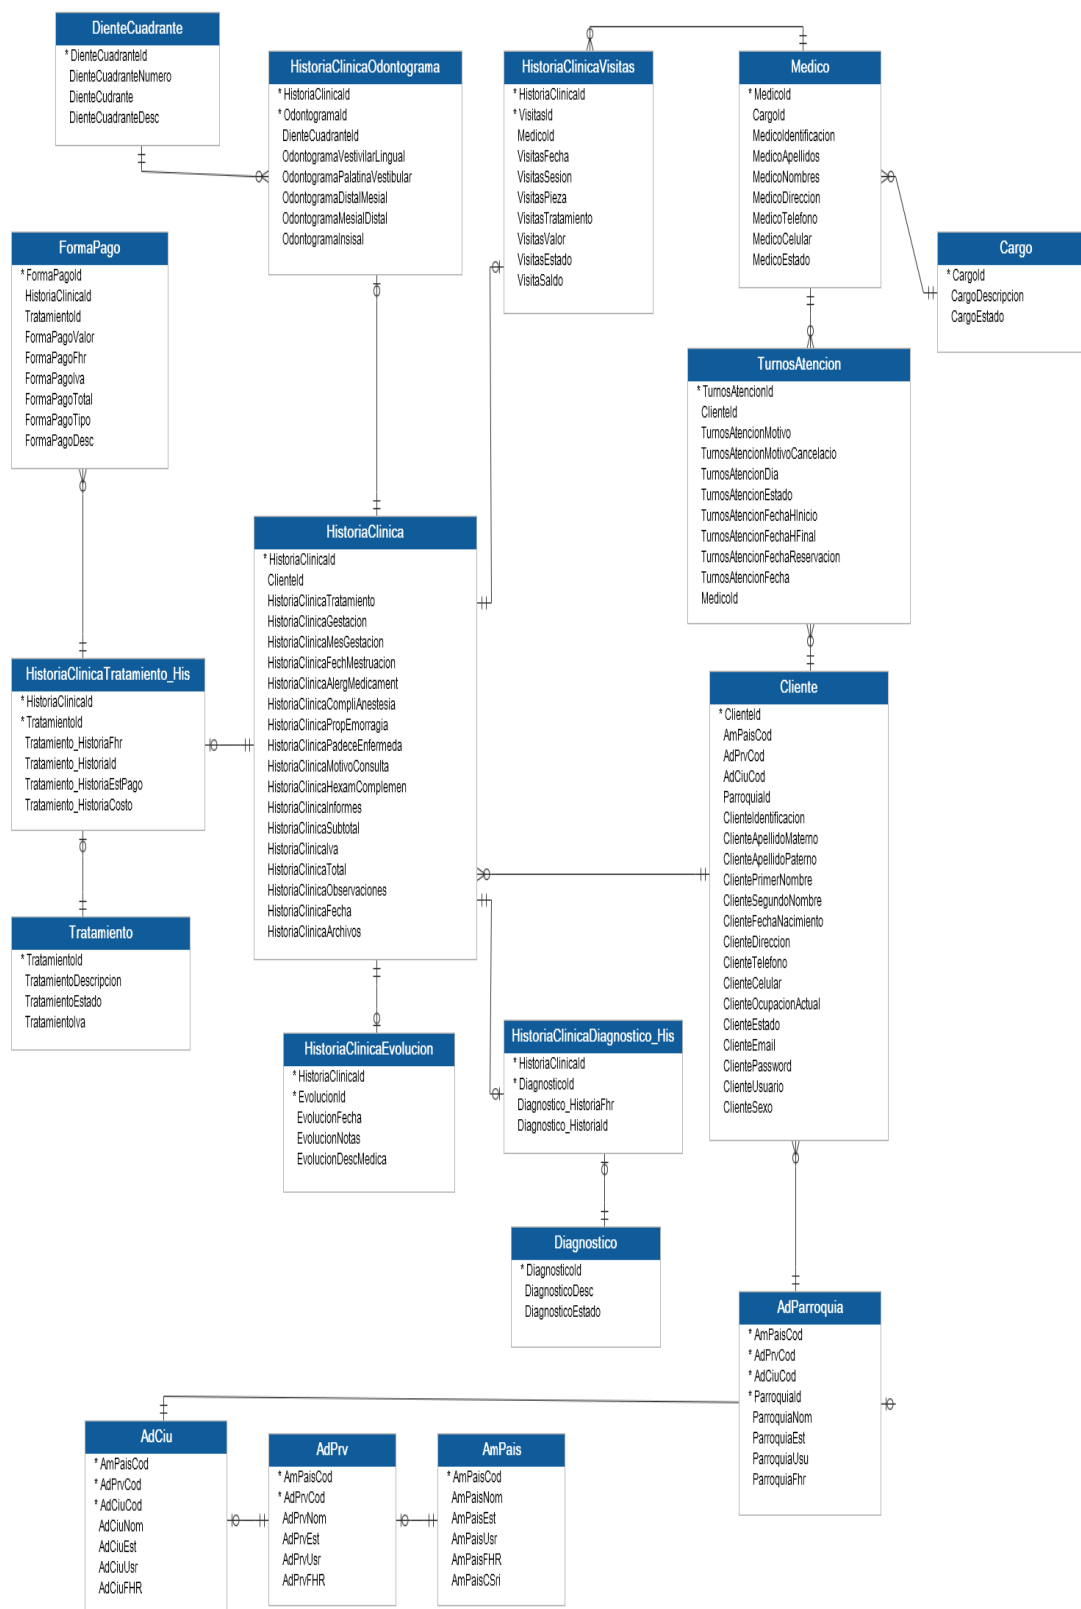 DienteCuadrante
* DienteCuadranteId
DienteCuadranteNumero
DienteCudrante
DienteCuadranteDesc
HistoriaClinicaOdontograma
* HistoriaClinicaId
* OdontogramaId
DienteCuadranteId
OdontogramaVestivilarLingual
OdontogramaPalatinaVestibular
OdontogramaDistalMesial
OdontogramaMesialDistal
OdontogramaInsisal
HistoriaClinicaVisitas
* HistoriaClinicaId
* VisitasId
MedicoId
VisitasFecha
VisitasSesion
VisitasPieza
VisitasTratamiento
VisitasValor
VisitasEstado
VisitaSaldo
Medico
* MedicoId
CargoId
MedicoIdentificacion
MedicoApellidos
MedicoNombres
MedicoDireccion
MedicoTelefono
MedicoCelular
MedicoEstado
FormaPago
* FormaPagoId
HistoriaClinicaId
TratamientoId
FormaPagoValor
FormaPagoFhr
FormaPagoIva
FormaPagoTotal
FormaPagoTipo
FormaPagoDesc
Cargo
* CargoId
CargoDescripcion
CargoEstado
TurnosAtencion
* TurnosAtencionId
ClienteId
TurnosAtencionMotivo
TurnosAtencionMotivoCancelacio
TurnosAtencionDia
TurnosAtencionEstado
TurnosAtencionFechaHInicio
TurnosAtencionFechaHFinal
TurnosAtencionFechaReservacion
TurnosAtencionFecha
MedicoId
HistoriaClinica
* HistoriaClinicaId
ClienteId
HistoriaClinicaTratamiento
HistoriaClinicaGestacion
HistoriaClinicaMesGestacion
HistoriaClinicaFechMestruacion
HistoriaClinicaAlergMedicament
HistoriaClinicaCompliAnestesia
HistoriaClinicaPropEmorragia
HistoriaClinicaPadeceEnfermeda
HistoriaClinicaMotivoConsulta
HistoriaClinicaHexamComplemen
HistoriaClinicaInformes
HistoriaClinicaSubtotal
HistoriaClinicaIva
HistoriaClinicaTotal
HistoriaClinicaObservaciones
HistoriaClinicaFecha
HistoriaClinicaArchivos
HistoriaClinicaTratamiento_His
* HistoriaClinicaId
* TratamientoId
Tratamiento_HistoriaFhr
Tratamiento_HistoriaId
Tratamiento_HistoriaEstPago
Tratamiento_HistoriaCosto
Cliente
* ClienteId
AmPaisCod
AdPrvCod
AdCiuCod
ParroquiaId
ClienteIdentificacion
ClienteApellidoMaterno
ClienteApellidoPaterno
ClientePrimerNombre
ClienteSegundoNombre
ClienteFechaNacimiento
ClienteDireccion
ClienteTelefono
ClienteCelular
ClienteOcupacionActual
ClienteEstado
ClienteEmail
ClientePassword
ClienteUsuario
ClienteSexo
Tratamiento
* TratamientoId
TratamientoDescripcion
TratamientoEstado
TratamientoIva
HistoriaClinicaEvolucion
* HistoriaClinicaId
* EvolucionId
EvolucionFecha
EvolucionNotas
EvolucionDescMedica
HistoriaClinicaDiagnostico_His
* HistoriaClinicaId
* DiagnosticoId
Diagnostico_HistoriaFhr
Diagnostico_HistoriaId
Diagnostico
* DiagnosticoId
DiagnosticoDesc
DiagnosticoEstado
AdParroquia
* AmPaisCod
* AdPrvCod
* AdCiuCod
* ParroquiaId
ParroquiaNom
ParroquiaEst
ParroquiaUsu
ParroquiaFhr
AdCiu
* AmPaisCod
* AdPrvCod
* AdCiuCod
AdCiuNom
AdCiuEst
AdCiuUsr
AdCiuFHR
AdPrv
* AmPaisCod
* AdPrvCod
AdPrvNom
AdPrvEst
AdPrvUsr
AdPrvFHR
AmPais
* AmPaisCod
AmPaisNom
AmPaisEst
AmPaisUsr
AmPaisFHR
AmPaisCSri